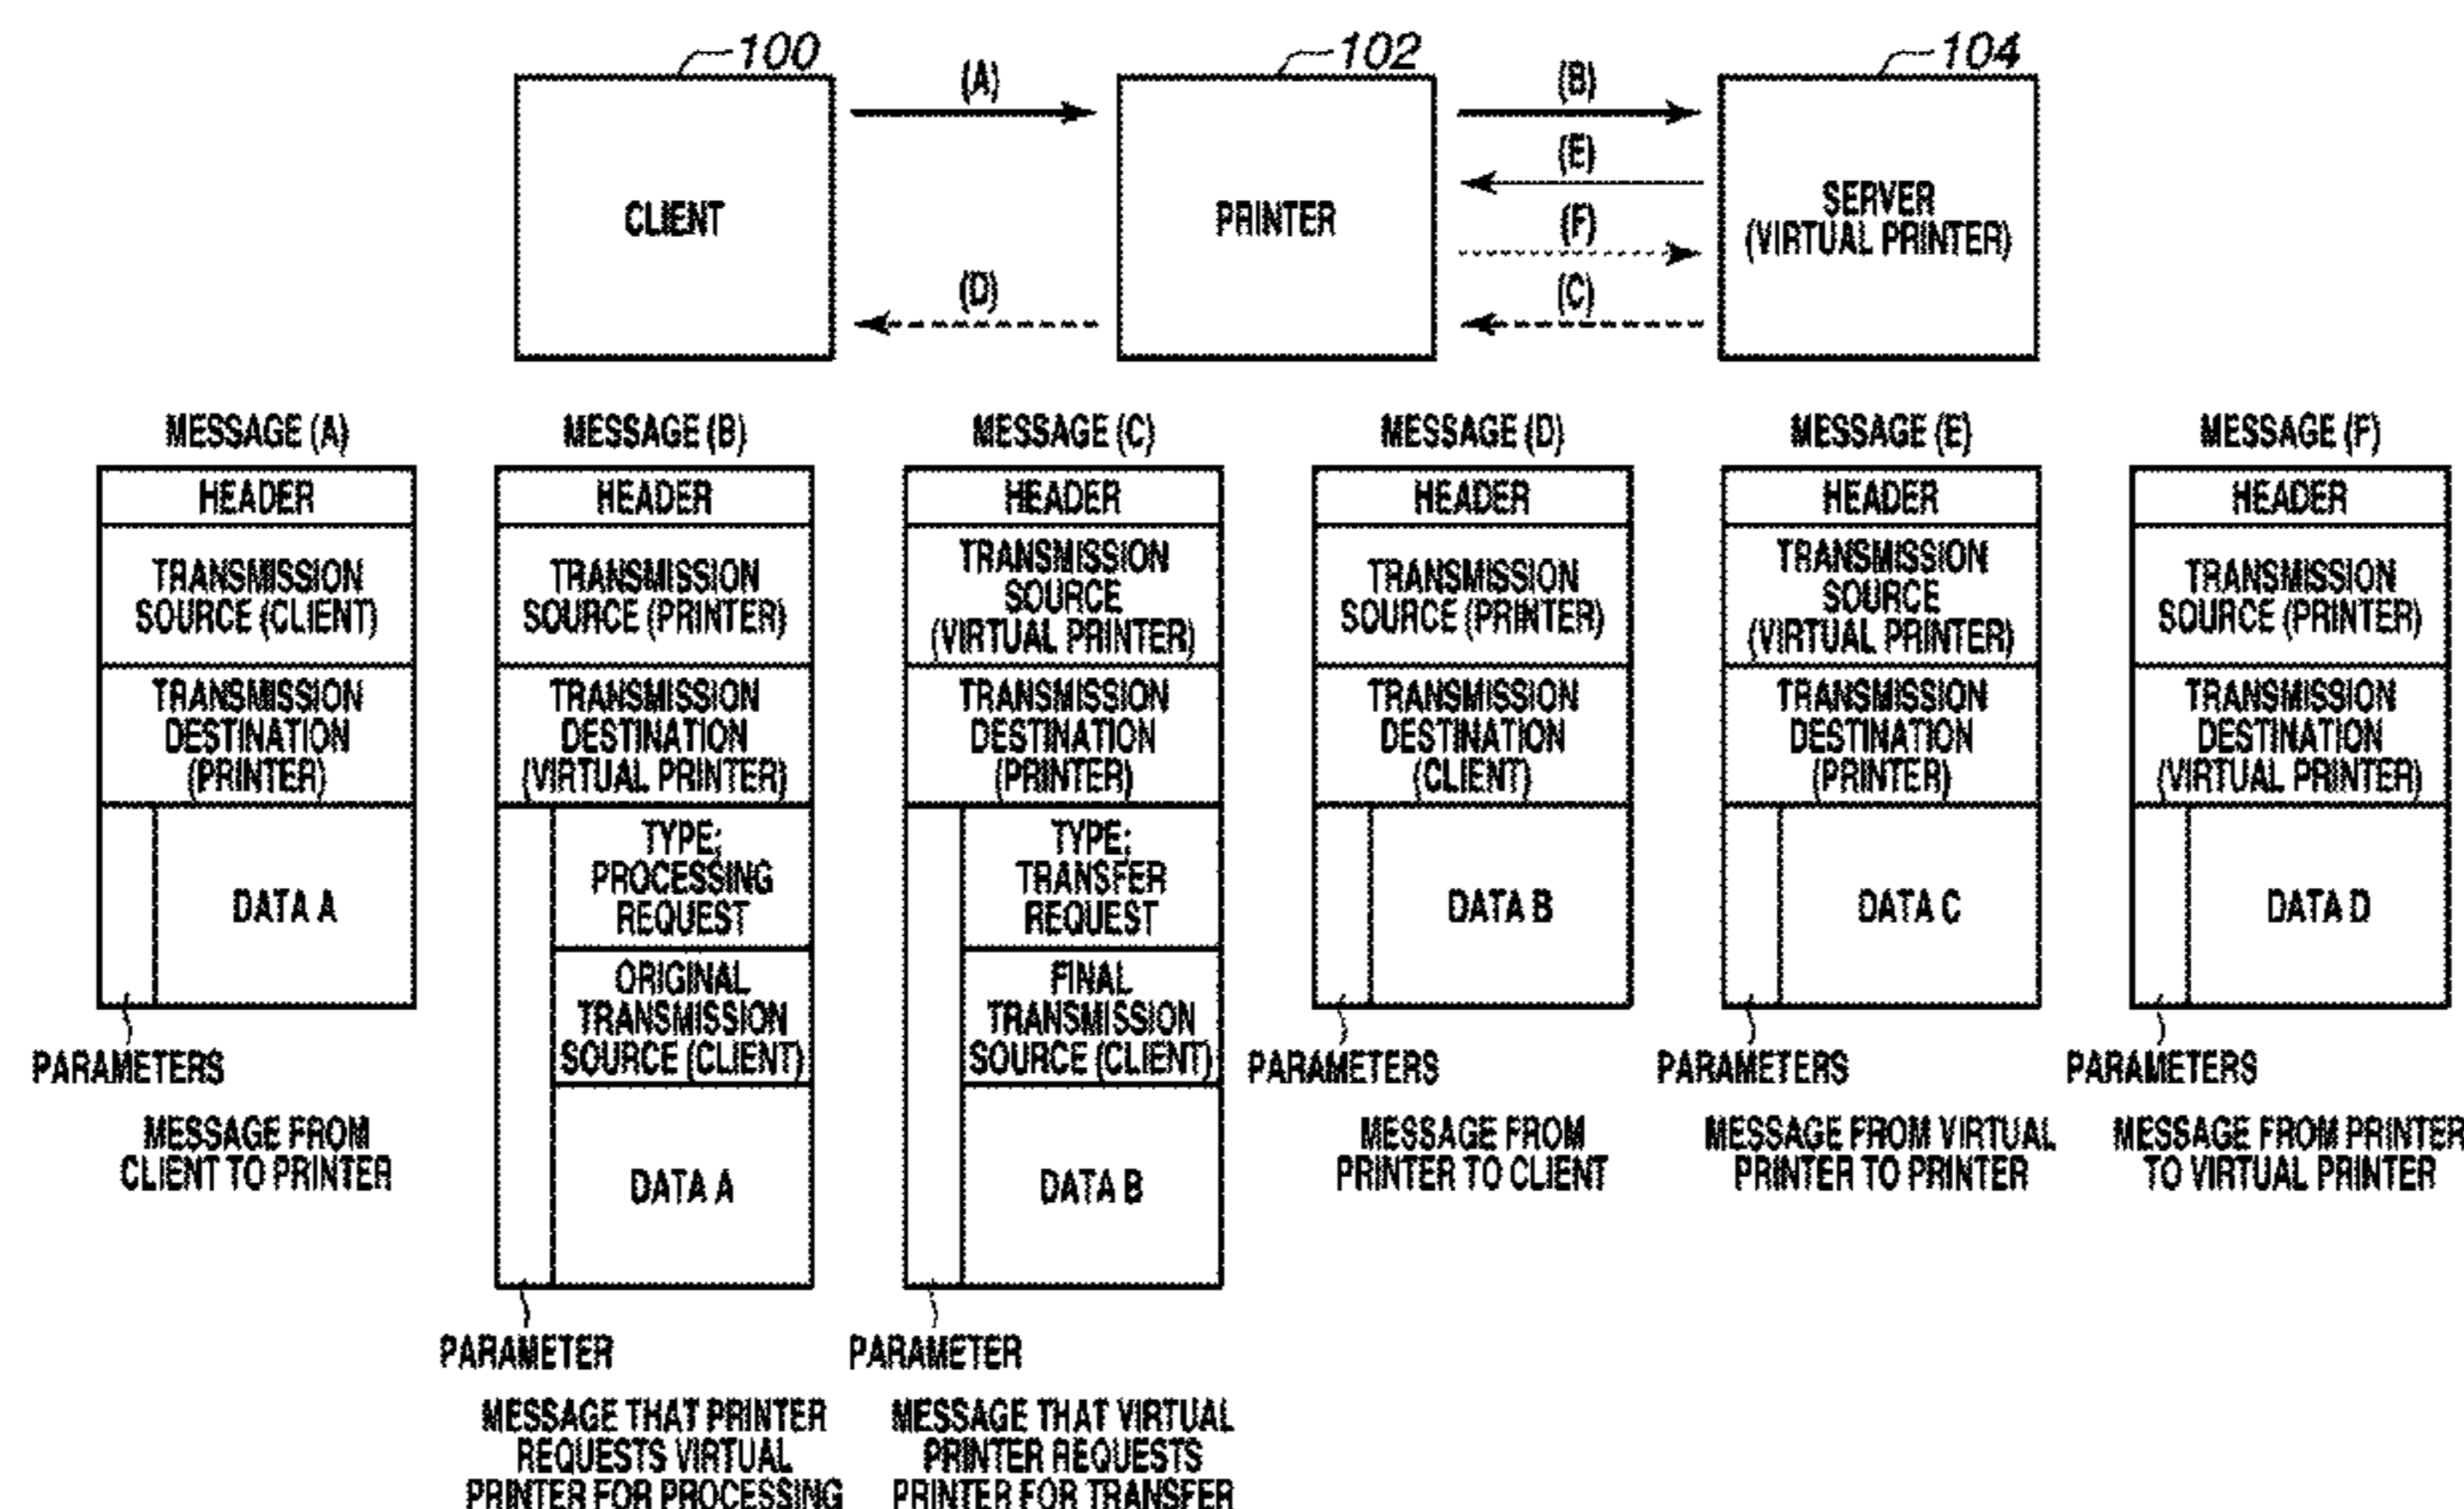 100
102
104
(A)
(B)
(E)
(F)
(D)
(C)
CLIENT
PRINTER
SERVER
(VIRTUAL PRINTER)
MESSAGE (A)
HEADER
TRANSMISSION
SOURCE (CLIENT)
TRANSMISSION
DESTINATION
(PRINTER)
DATA A
PARAMETERS
MESSAGE FROM
CLIENT TO PRINTER
MESSAGE (B)
HEADER
TRANSMISSION
SOURCE (PRINTER)
TRANSMISSION
DESTINATION
(VIRTUAL PRINTER)
TYPE;
PROCESSING
REQUEST
ORIGINAL
TRANSMISSION
SOURCE (CLIENT)
DATA A
PARAMETER
MESSAGE THAT PRINTER
REQUESTS VIRTUAL
PRINTER FOR PROCESSING
MESSAGE (C)
HEADER
TRANSMISSION
SOURCE
(VIRTUAL PRINTER)
TRANSMISSION
DESTINATION
(PRINTER)
TYPE;
TRANSFER
REQUEST
FINAL
TRANSMISSION
SOURCE (CLIENT)
DATA B
PARAMETER
MESSAGE THAT VIRTUAL
PRINTER REQUESTS
PRINTER FOR TRANSFER
MESSAGE (D)
HEADER
TRANSMISSION
SOURCE (PRINTER)
TRANSMISSION
DESTINATION
(CLIENT)
DATA B
PARAMETERS
MESSAGE FROM
PRINTER TO CLIENT
MESSAGE (E)
HEADER
TRANSMISSION
SOURCE
(VIRTUAL PRINTER)
TRANSMISSION
DESTINATION
(PRINTER)
DATA C
PARAMETERS
MESSAGE FROM VIRTUAL
PRINTER TO PRINTER
MESSAGE (F)
HEADER
TRANSMISSION
SOURCE (PRINTER)
TRANSMISSION
DESTINATION
(VIRTUAL PRINTER)
DATA D
PARAMETERS
MESSAGE FROM PRINTER
TO VIRTUAL PRINTER